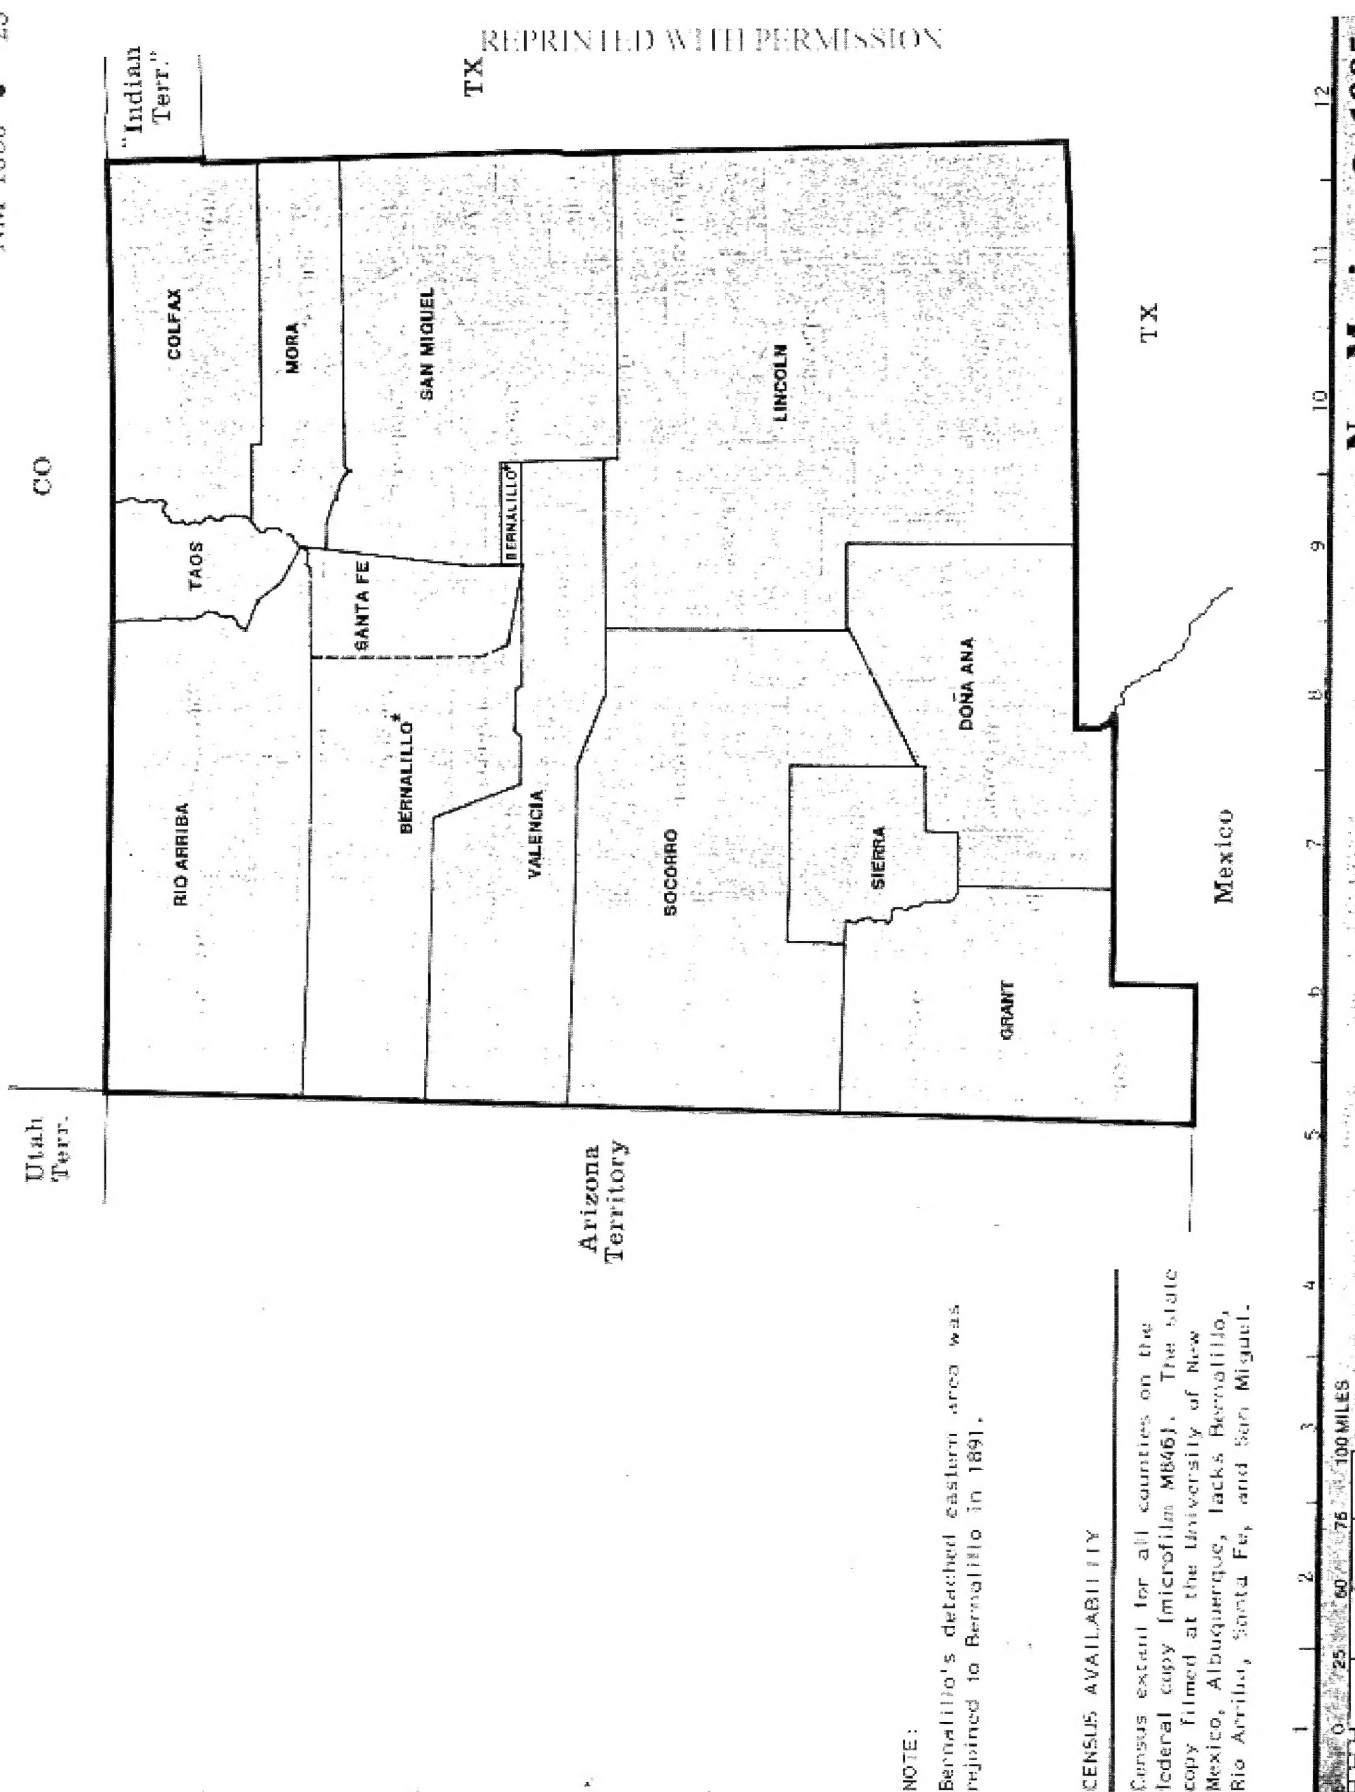 REPRINTED WITH PERMISSION
CO
"Indian
Terr."
TX
Utah
Terr.
COLFAX
TAOS
MORA
RIO ARRIBA
SANTA FE
SAN MIQUEL
BERNALILLO*
BERNALILLO*
VALENCIA
Arizona
Territory
SOCORRO
LINCOLN
SIERRA
DOÑA ANA
GRANT
TX
Mexico
NOTE:
Bernalillo's detached eastern area was
rejoined to Bernalillo in 1891.
CENSUS AVAILABILITY
Census extant for all counties on the
federal copy (microfilm M846). The state
copy filmed at the University of New
Mexico, Albuquerque, lacks Bernalillo,
Rio Arriba, Santa Fe, and San Miguel.
1 2 3 4 5 6 7 8 9 10 11 12
0 25 50 75 100 MILES